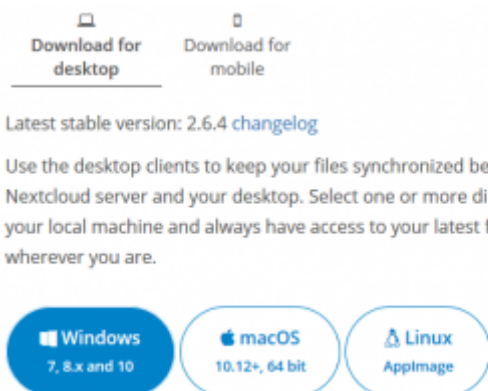 Download for
desktop
Download for
mobile
Latest stable version: 2.6.4 changelog
Use the desktop clients to keep your files synchronized be
Nextcloud server and your desktop. Select one or more di
your local machine and always have access to your latest f
wherever you are.
Windows
7, 8.x and 10
macOS
10.12+, 64 bit
Linux
AppImage